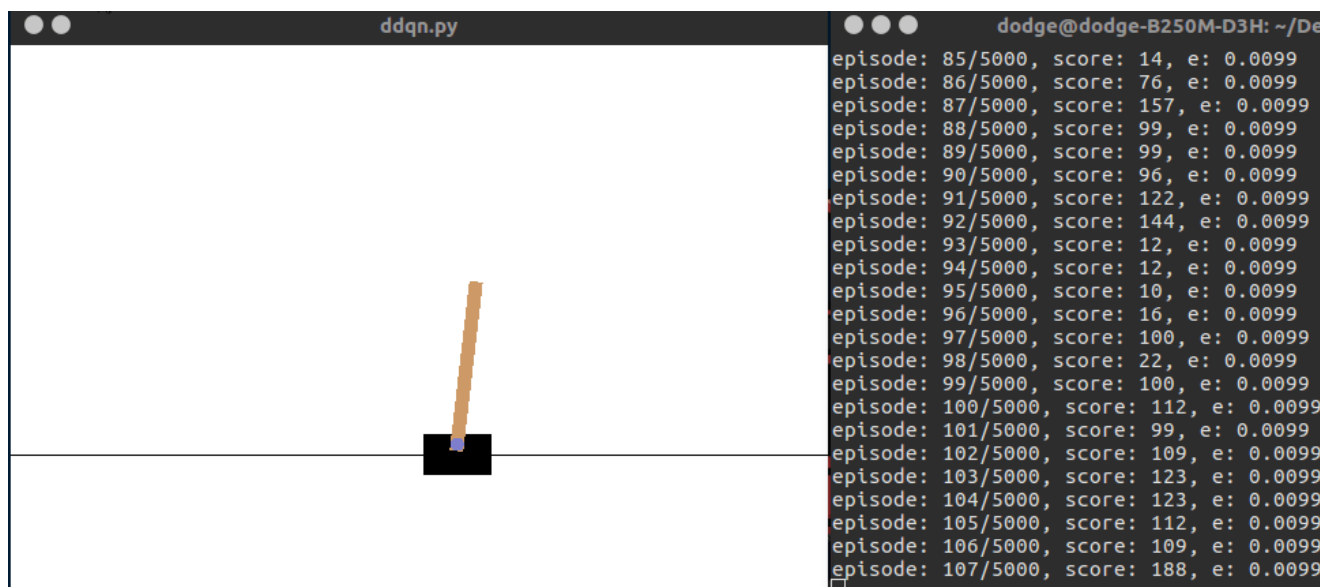 ddqn.py
dodge@dodge-B250M-D3H: ~/De
episode: 85/5000, score: 14, e: 0.0099
episode: 86/5000, score: 76, e: 0.0099
episode: 87/5000, score: 157, e: 0.0099
episode: 88/5000, score: 99, e: 0.0099
episode: 89/5000, score: 99, e: 0.0099
episode: 90/5000, score: 96, e: 0.0099
episode: 91/5000, score: 122, e: 0.0099
episode: 92/5000, score: 144, e: 0.0099
episode: 93/5000, score: 12, e: 0.0099
episode: 94/5000, score: 12, e: 0.0099
episode: 95/5000, score: 10, e: 0.0099
episode: 96/5000, score: 16, e: 0.0099
episode: 97/5000, score: 100, e: 0.0099
episode: 98/5000, score: 22, e: 0.0099
episode: 99/5000, score: 100, e: 0.0099
episode: 100/5000, score: 112, e: 0.0099
episode: 101/5000, score: 99, e: 0.0099
episode: 102/5000, score: 109, e: 0.0099
episode: 103/5000, score: 123, e: 0.0099
episode: 104/5000, score: 123, e: 0.0099
episode: 105/5000, score: 112, e: 0.0099
episode: 106/5000, score: 109, e: 0.0099
episode: 107/5000, score: 188, e: 0.0099